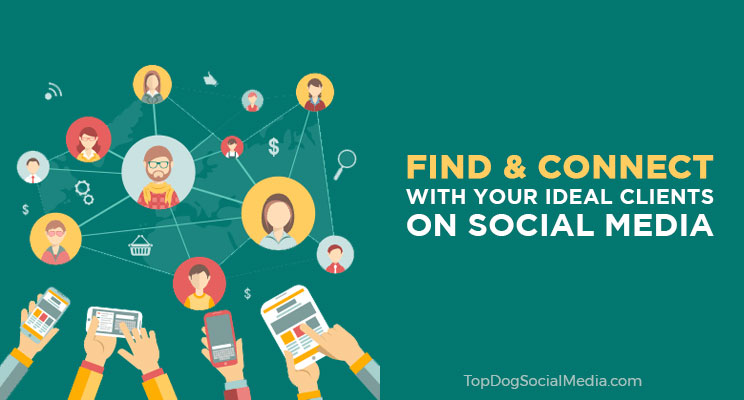 FIND & CONNECT
WITH YOUR IDEAL CLIENTS
ON SOCIAL MEDIA
$
$
$
TopDogSocialMedia.com